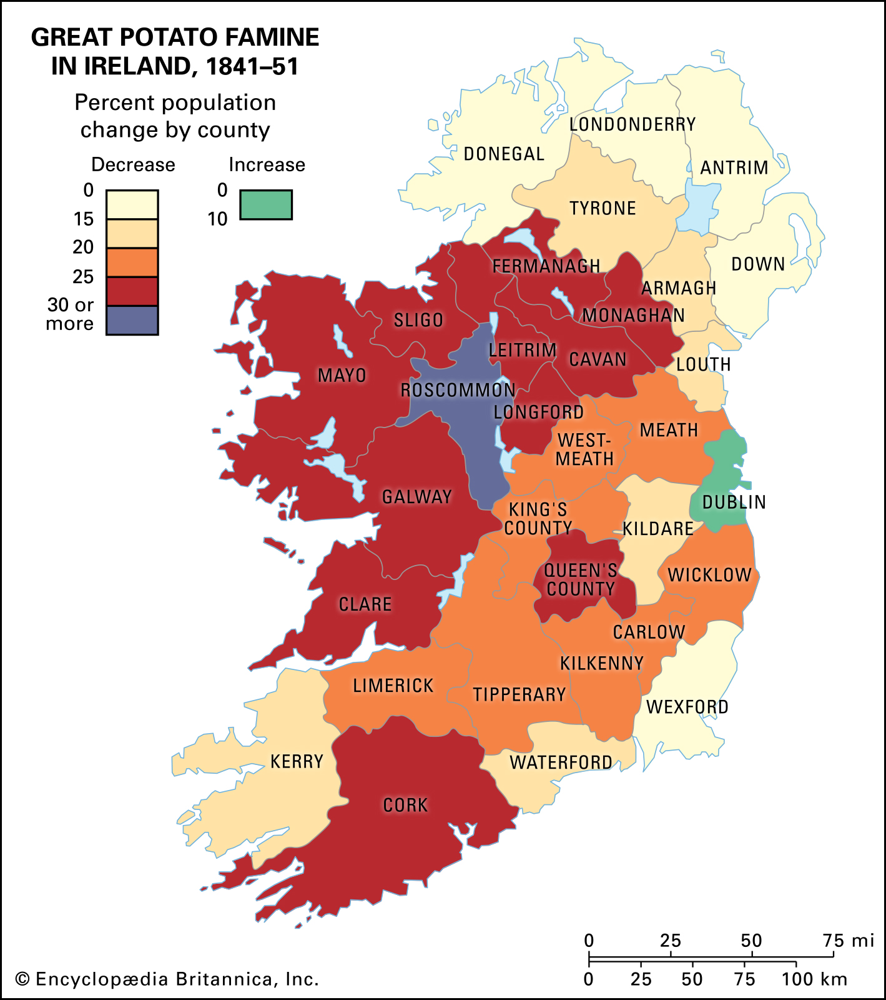 GREAT POTATO FAMINE
IN IRELAND, 1841–51
Percent population
change by county
Decrease
Increase
0
15
20
25
30 or
more
0
10
LONDONDERRY
DONEGAL
ANTRIM
TYRONE
DOWN
FERMANAGH
ARMAGH
MONAGHAN
SLIGO
LEITRIM
CAVAN
LOUTH
MAYO
ROSCOMMON
LONGFORD
MEATH
WEST-
MEATH
GALWAY
DUBLIN
KING'S
COUNTY
KILDARE
QUEEN'S
COUNTY
WICKLOW
CLARE
CARLOW
KILKENNY
LIMERICK
TIPPERARY
WEXFORD
KERRY
WATERFORD
CORK
0 25 50 75 mi
0 25 50 75 100 km
© Encyclopædia Britannica, Inc.